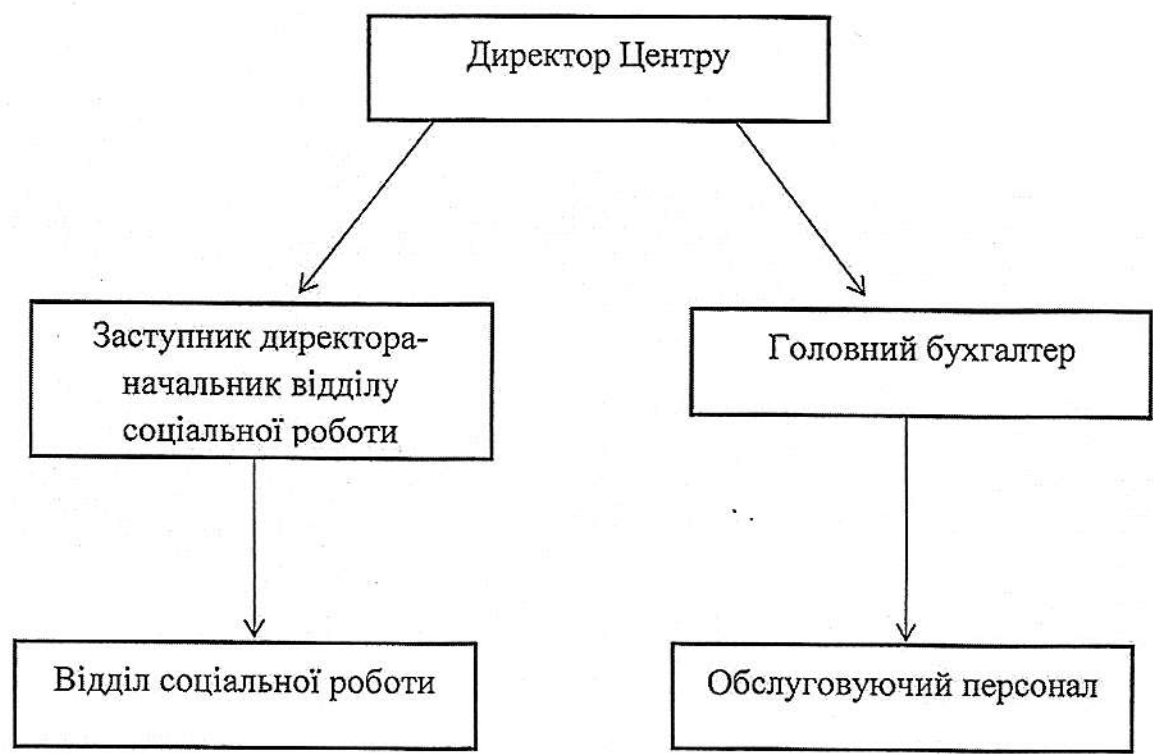 Директор Центру
Заступник директора-
начальник відділу
соціальної роботи
Головний бухгалтер
Відділ соціальної роботи
Обслуговуючий персонал